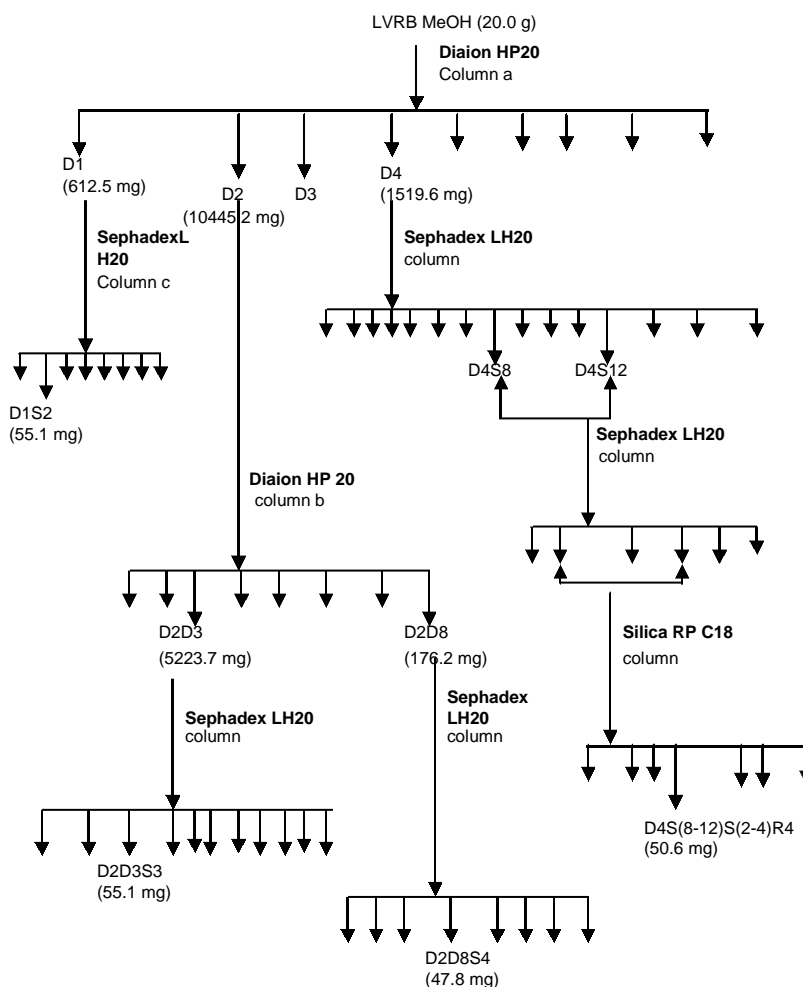 LVRB MeOH (20.0 g)
Diaion HP20
Column a
D1
(612.5 mg)
D2
(10445.2 mg)
D3
D4
(1519.6 mg)
SephadexL
H20
Column c
Sephadex LH20
column
D4S8
D4S12
D1S2
(55.1 mg)
Sephadex LH20
column
Diaion HP 20
column b
D2D3
(5223.7 mg)
D2D8
(176.2 mg)
Silica RP C18
column
Sephadex LH20
column
Sephadex
LH20
column
D4S(8-12)S(2-4)R4
(50.6 mg)
D2D3S3
(55.1 mg)
D2D8S4
(47.8 mg)